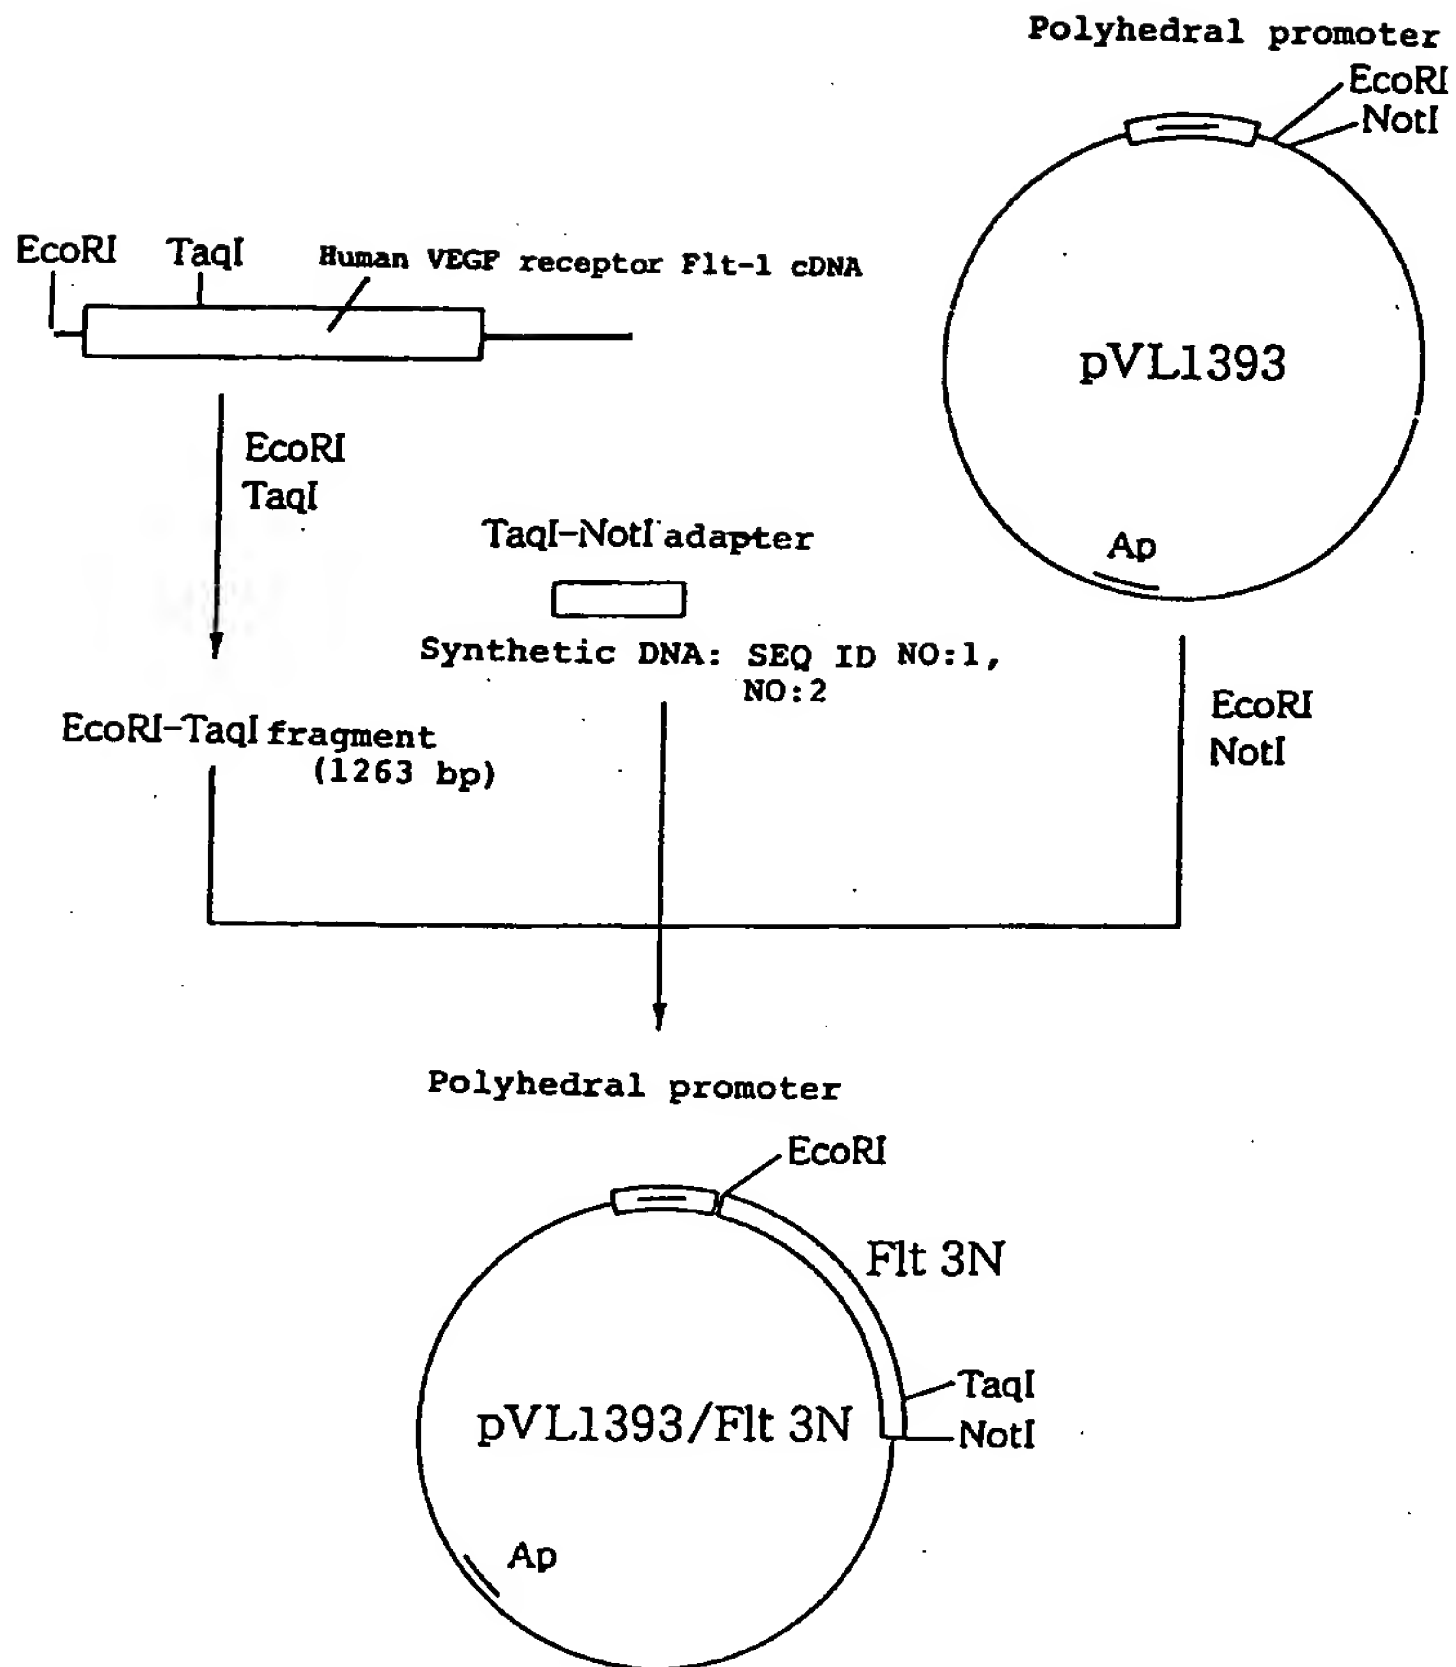 Polyhedral promoter
EcoRI
NotI
EcoRI
TaqI
Human VEGF receptor Flt-1 cDNA
pVL1393
EcoRI
TaqI
TaqI-NotI adapter
Ap
Synthetic DNA: SEQ ID NO:1,
NO:2
EcoRI
NotI
EcoRI-TaqI fragment
(1263 bp)
Polyhedral promoter
EcoRI
Flt 3N
TaqI
pVL1393/Flt 3N
NotI
Ap